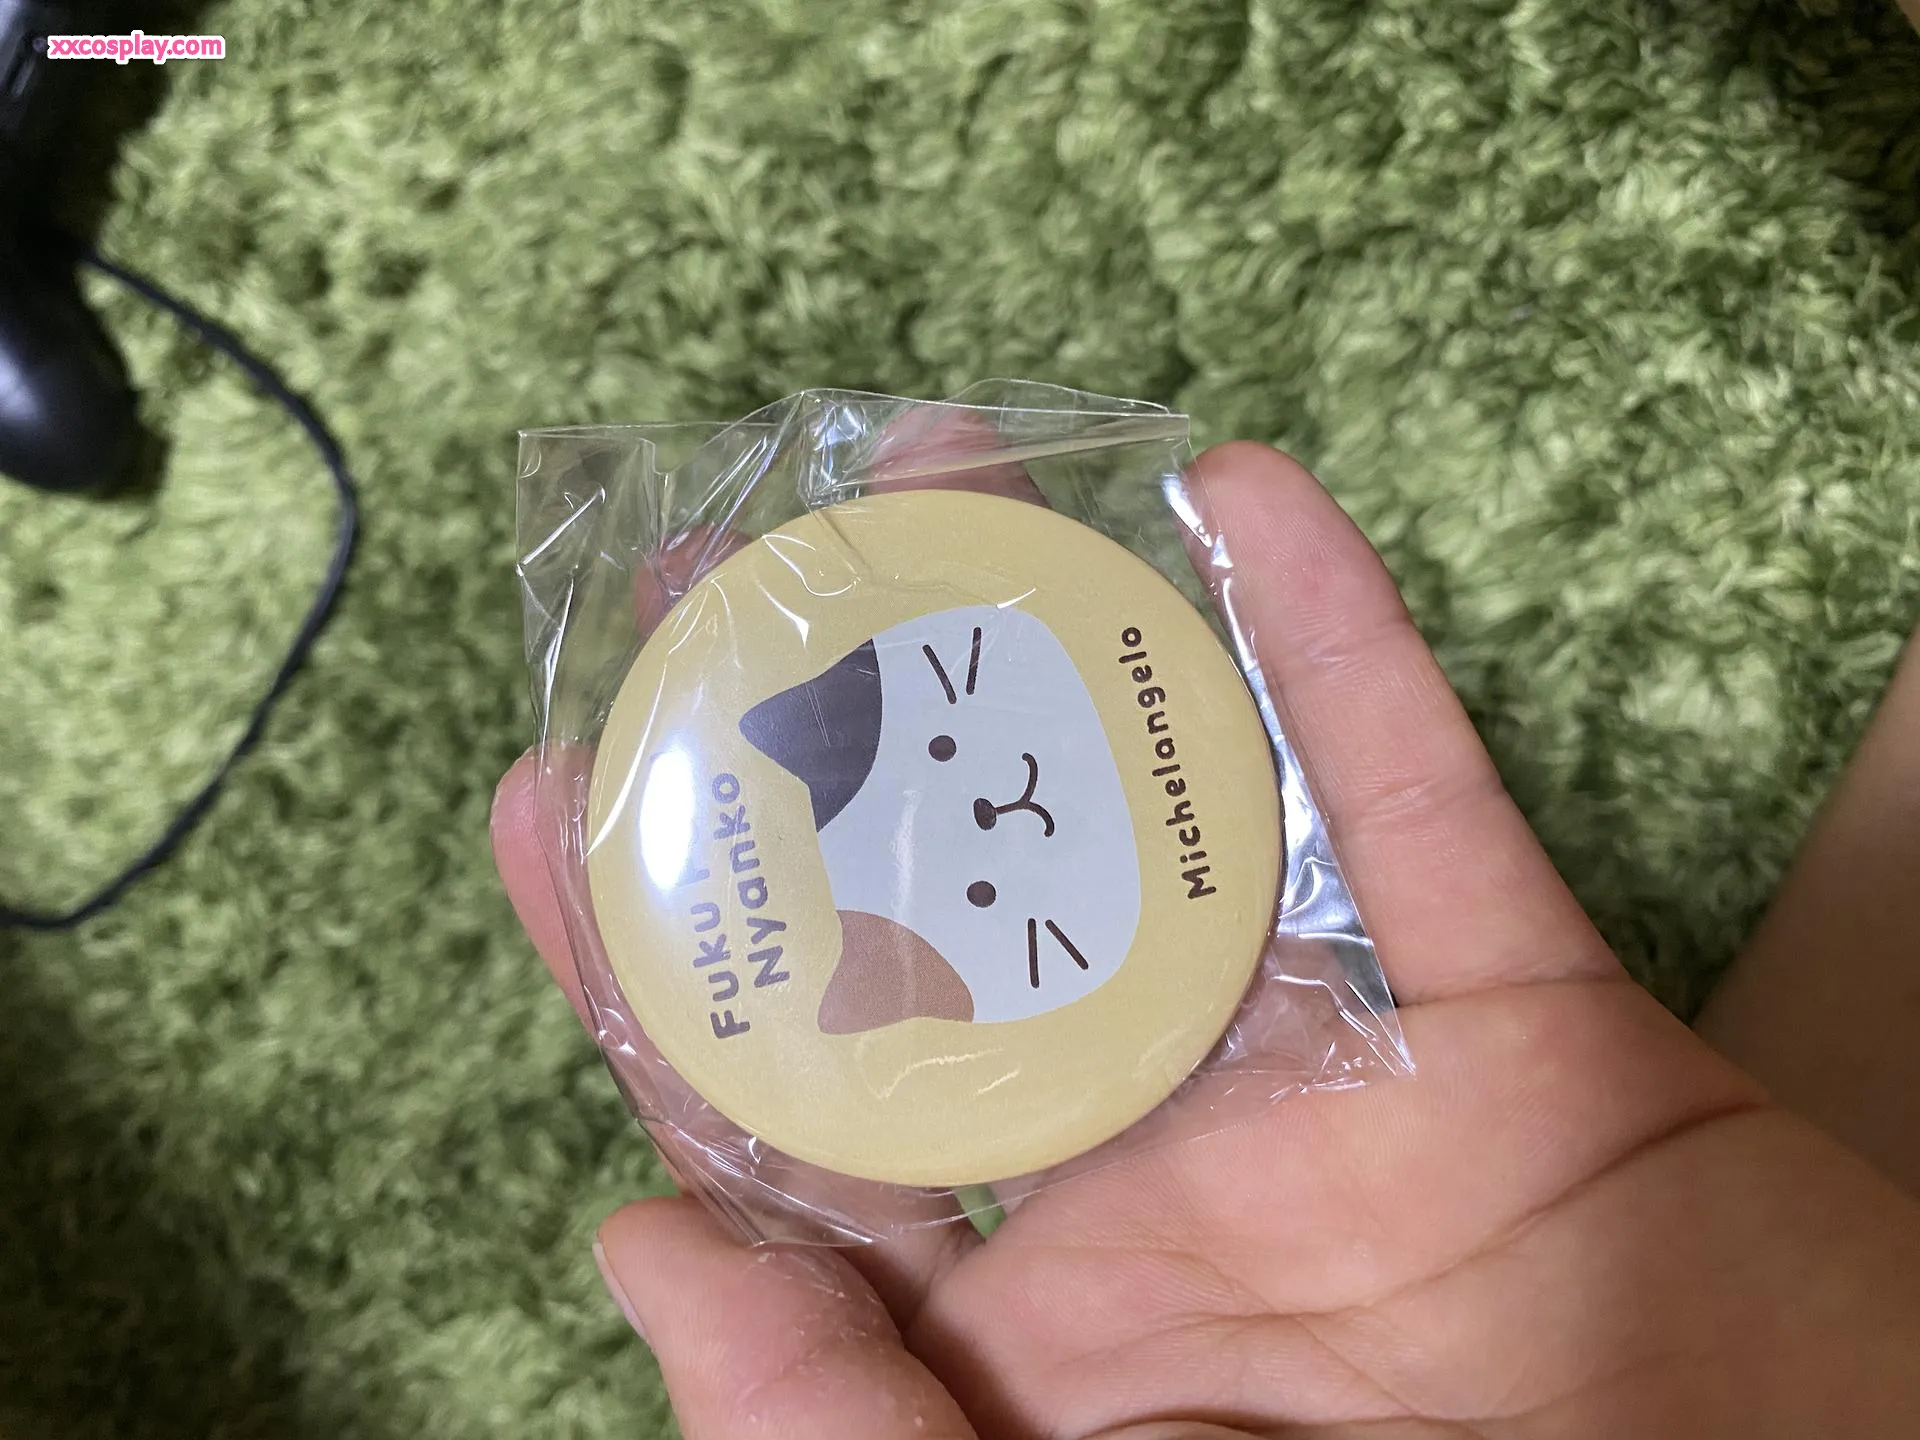 xxcosplay.com
Fuku
Nyanko
Michelangelo